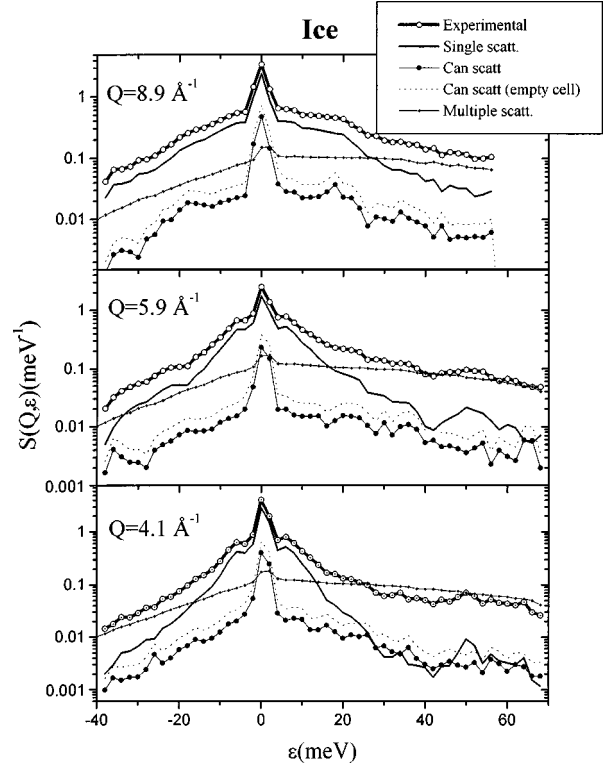 Ice
Experimental
Single scatt.
Can scatt
Can scatt (empty cell)
Multiple scatt.
Q=8.9 Å⁻¹
1
0.1
0.01
Q=5.9 Å⁻¹
1
0.1
0.01
0.001
Q=4.1 Å⁻¹
1
0.1
0.01
0.001
S(Q,ε)(meV⁻¹)
-40 -20 0 20 40 60
ε(meV)